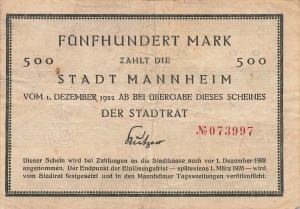 FÜNFHUNDERT MARK
500 ZAHLT DIE 500
STADT MANNHEIM
VOM 1. DEZEMBER 1922 AB BEI ÜBERGABE DIESES SCHEINES
DER STADTRAT
№073997
Dieser Schein wird bei Zahlungen an die Stadtkasse auch vor 1. Dezember 1922
angenommen. Der Endpunkt der Einlösungsfrist – spätestens 1. März 1923 – wird
vom Stadtrat festgesetzt und in den Mannheimer Tageszeitungen veröffentlicht.